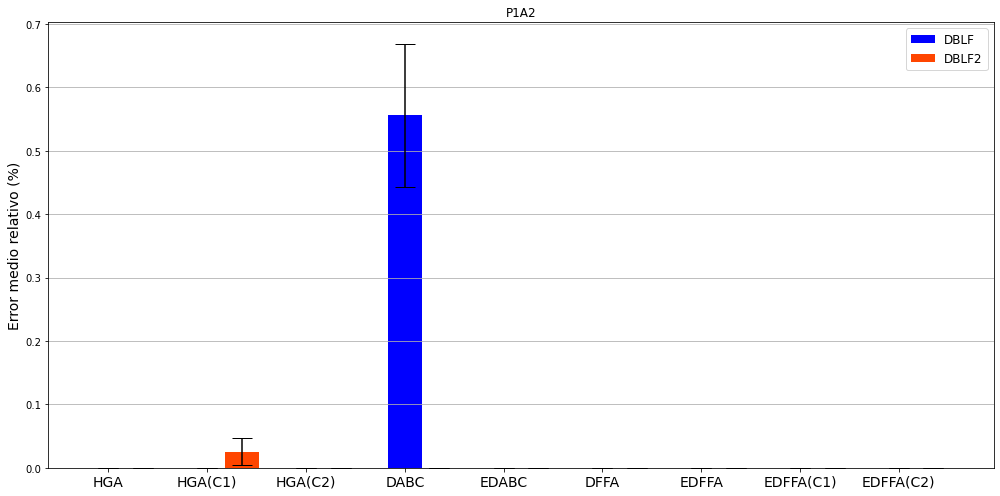 P1A2
DBLF
DBLF2
Error medio relativo (%)
0.7
0.6
0.5
0.4
0.3
0.2
0.1
0.0
HGA HGA(C1) HGA(C2) DABC EDABC DFFA EDFFA EDFFA(C1) EDFFA(C2)